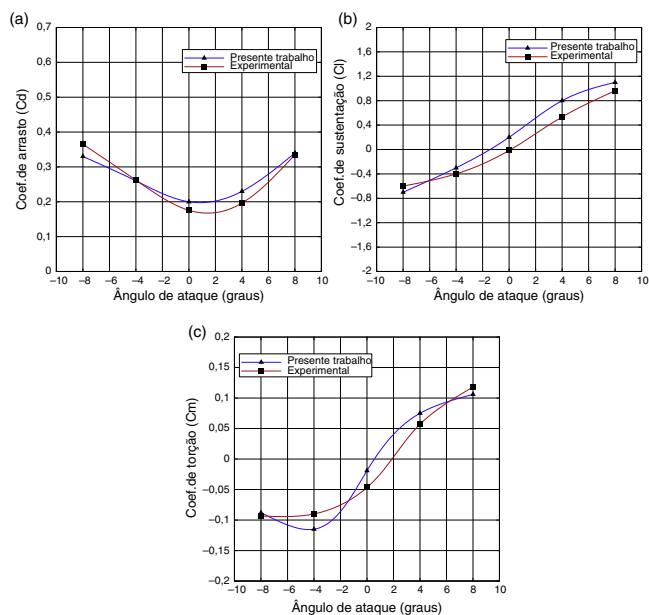 (a)
0,7
0,6
0,5
0,4
0,3
0,2
0,1
0
Coef.de arrasto (Cd)
Presente trabalho
Experimental
−10 −8 −6 −4 −2 0 2 4 6 8 10
Ângulo de ataque (graus)
(b)
2
1,6
1,2
0,8
0,4
0
−0,4
−0,8
−1,2
−1,6
−2
Coef.de sustentação (Cl)
Presente trabalho
Experimental
−10 −8 −6 −4 −2 0 2 4 6 8 10
Ângulo de ataque (graus)
(c)
0,2
0,15
0,1
0,05
0
−0,05
−0,1
−0,15
−0,2
Coef.de torção (Cm)
Presente trabalho
Experimental
−10 −8 −6 −4 −2 0 2 4 6 8 10
Ângulo de ataque (graus)